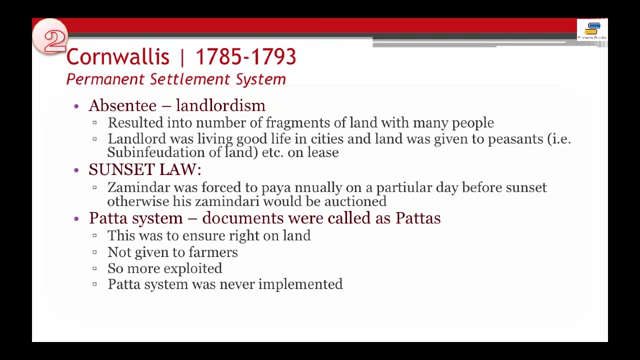 2
Cornwallis | 1785-1793
Permanent Settlement System
• Absentee – landlordism
▫ Resulted into number of fragments of land with many people
▫ Landlord was living good life in cities and land was given to peasants (i.e.
Subinfeudation of land) etc. on lease
• SUNSET LAW:
▫ Zamindar was forced to paya nnually on a partiular day before sunset
otherwise his zamindari would be auctioned
• Patta system – documents were called as Pattas
▫ This was to ensure right on land
▫ Not given to farmers
▫ So more exploited
▫ Patta system was never implemented